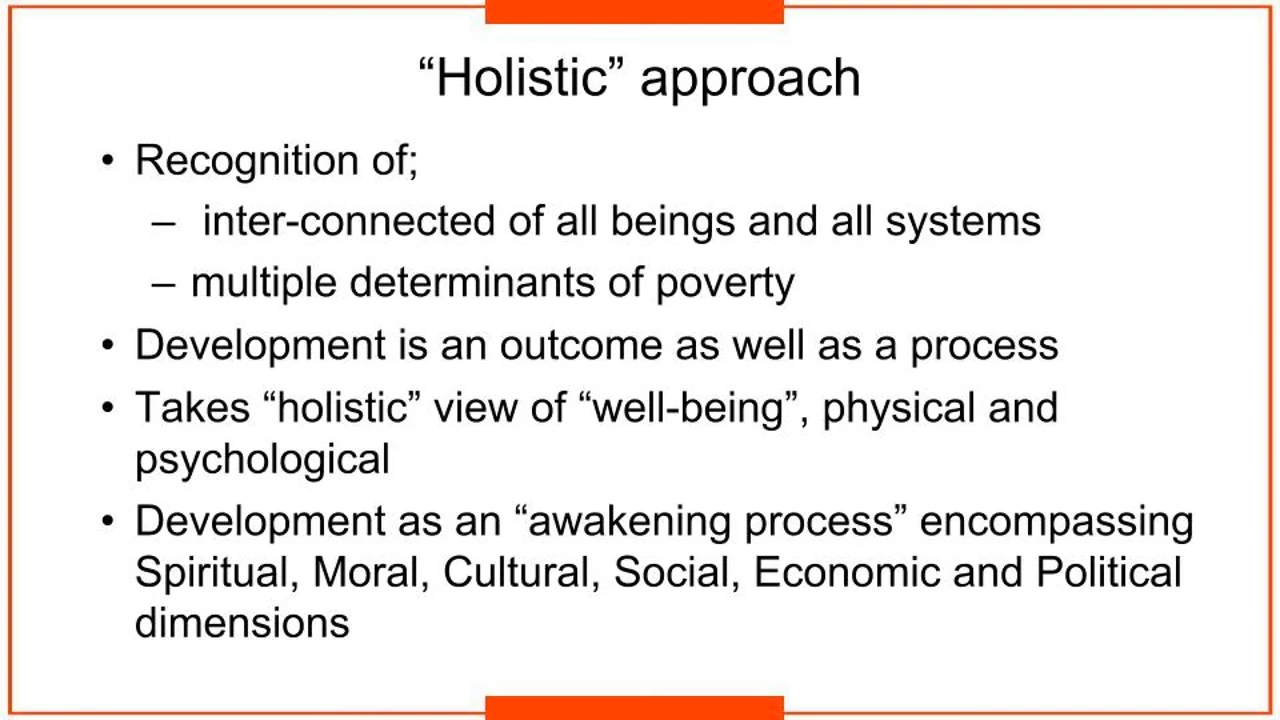 “Holistic” approach
• Recognition of;
– inter-connected of all beings and all systems
– multiple determinants of poverty
• Development is an outcome as well as a process
• Takes “holistic” view of “well-being”, physical and
psychological
• Development as an “awakening process” encompassing
Spiritual, Moral, Cultural, Social, Economic and Political
dimensions